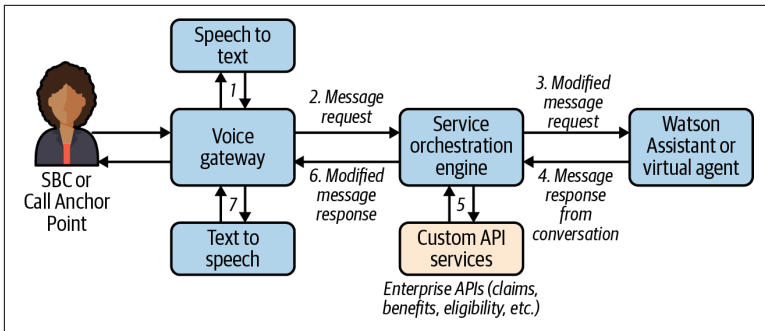 Speech to
text
1
2. Message
request
3. Modified
message
request
Voice
gateway
Service
orchestration
engine
Watson
Assistant or
virtual agent
SBC or
Call Anchor
Point
6. Modified
message
response
4. Message
response
from
conversation
7
5
Text to
speech
Custom API
services
Enterprise APIs (claims,
benefits, eligibility, etc.)